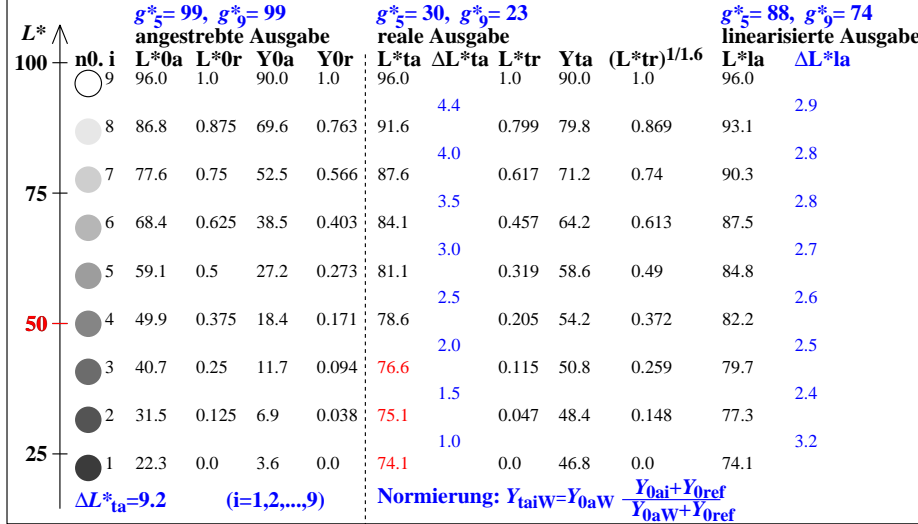 g*5= 99, g*9= 99 g*5= 30, g*9= 23 g*5= 88, g*9= 74
L* angestrebte Ausgabe reale Ausgabe linearisierte Ausgabe
100 n0. i L*0a L*0r Y0a Y0r L*ta ΔL*ta L*tr Yta (L*tr)1/1.6 L*la ΔL*la
9 96.0 1.0 90.0 1.0 96.0 1.0 90.0 1.0 96.0
4.4 2.9
8 86.8 0.875 69.6 0.763 91.6 0.799 79.8 0.869 93.1
4.0 2.8
7 77.6 0.75 52.5 0.566 87.6 0.617 71.2 0.74 90.3
75 3.5 2.8
6 68.4 0.625 38.5 0.403 84.1 0.457 64.2 0.613 87.5
3.0 2.7
5 59.1 0.5 27.2 0.273 81.1 0.319 58.6 0.49 84.8
2.5 2.6
50 4 49.9 0.375 18.4 0.171 78.6 0.205 54.2 0.372 82.2
2.0 2.5
3 40.7 0.25 11.7 0.094 76.6 0.115 50.8 0.259 79.7
1.5 2.4
2 31.5 0.125 6.9 0.038 75.1 0.047 48.4 0.148 77.3
25 1.0 3.2
1 22.3 0.0 3.6 0.0 74.1 0.0 46.8 0.0 74.1
ΔL*ta=9.2 (i=1,2,...,9) Normierung: YtaiW=Y0aW Y0ai+Y0ref
Y0aW+Y0ref